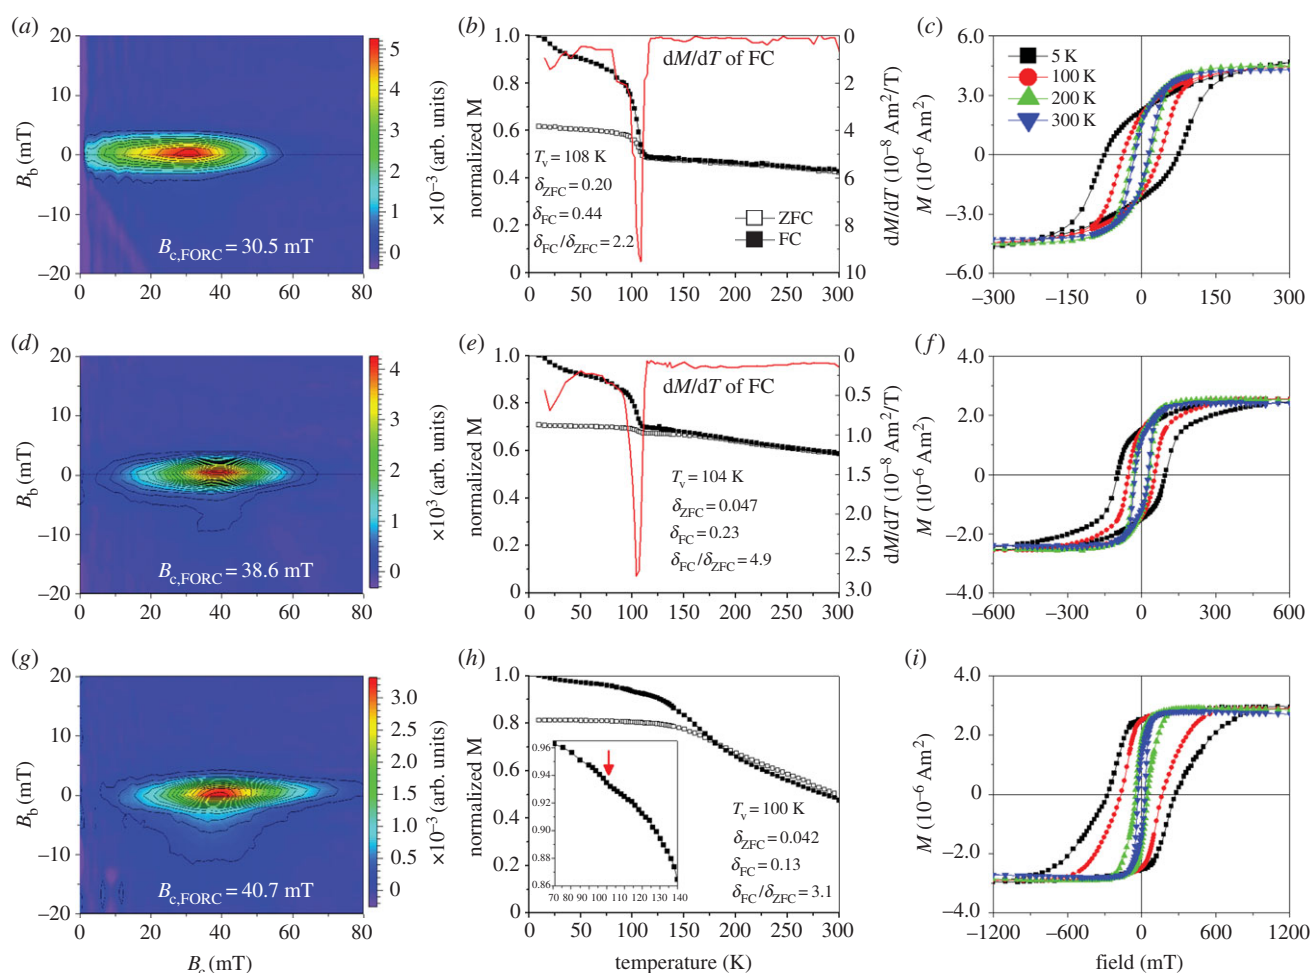 (a)
20
10
0
−10
−20
B_b (mT)
0
20
40
60
80
B_c,FORC = 30.5 mT
5
4
3
2
1
0
×10⁻³ (arb. units)
(b)
1.0
0.8
0.6
0.4
0.2
0
normalized M
dM/dT of FC
T_v = 108 K
δ_ZFC = 0.20
δ_FC = 0.44
δ_FC/δ_ZFC = 2.2
ZFC
FC
0
50
100
150
200
250
300
0
2
4
6
8
10
dM/dT (10⁻⁸ Am²/T)
(c)
6.0
3.0
0
−3.0
−6.0
M (10⁻⁶ Am²)
5 K
100 K
200 K
300 K
−300
−150
0
150
300
(d)
20
10
0
−10
−20
B_b (mT)
0
20
40
60
80
B_c,FORC = 38.6 mT
4
3
2
1
0
×10² (arb. units)
(e)
1.0
0.8
0.6
0.4
0.2
0
normalized M
dM/dT of FC
T_v = 104 K
δ_ZFC = 0.047
δ_FC = 0.23
δ_FC/δ_ZFC = 4.9
0
50
100
150
200
250
300
0
0.5
1.0
1.5
2.0
2.5
3.0
dM/dT (10⁻⁸ Am²/T)
(f)
4.0
2.0
0
−2.0
−4.0
M (10⁻⁶ Am²)
−600
−300
0
300
600
(g)
20
10
0
−10
−20
B_b (mT)
0
20
40
60
80
B_c,FORC = 40.7 mT
3.0
2.5
2.0
1.5
1.0
0.5
0
×10⁻³ (arb. units)
B_c (mT)
(h)
1.0
0.8
0.6
0.4
0.2
0
normalized M
0.96
0.94
0.92
0.90
0.88
0.86
70 80 90 100 110 120 130 140
T_v = 100 K
δ_ZFC = 0.042
δ_FC = 0.13
δ_FC/δ_ZFC = 3.1
0
50
100
150
200
250
300
temperature (K)
(i)
4.0
2.0
0
−2.0
−4.0
M (10⁻⁶ Am²)
−1200
−600
0
600
1200
field (mT)